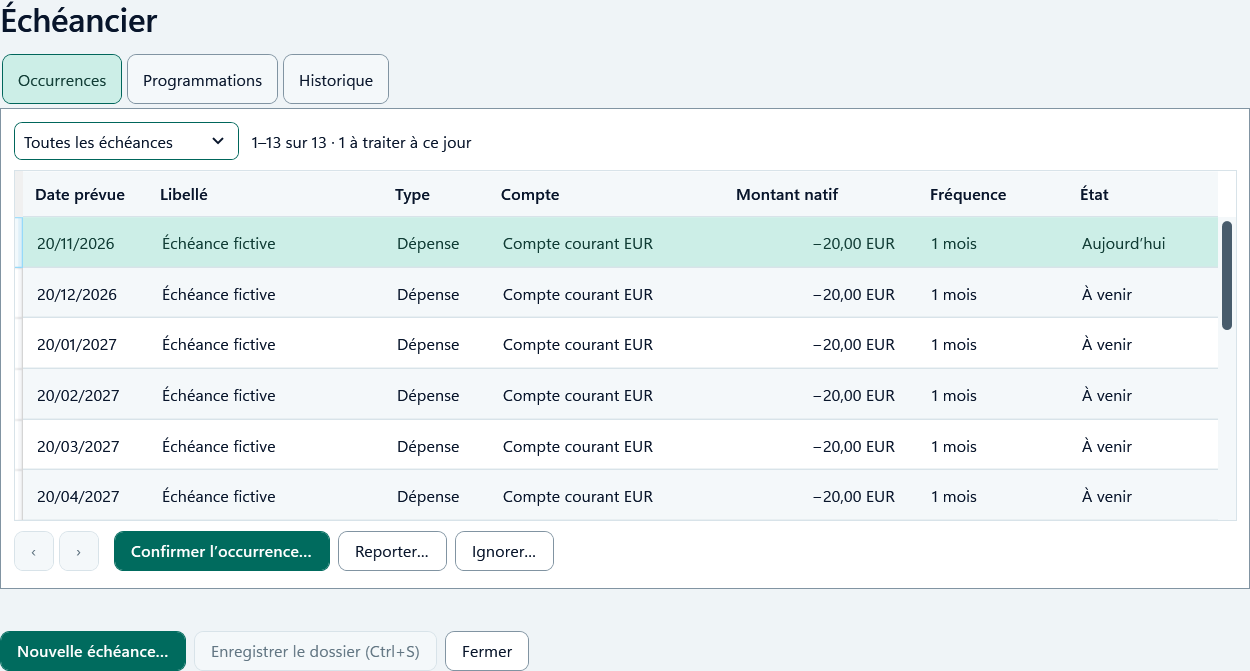 Échéancier
Occurrences Programmations Historique
Toutes les échéances 1–13 sur 13 · 1 à traiter à ce jour
Date prévue Libellé Type Compte Montant natif Fréquence État
20/11/2026 Échéance fictive Dépense Compte courant EUR −20,00 EUR 1 mois Aujourd’hui
20/12/2026 Échéance fictive Dépense Compte courant EUR −20,00 EUR 1 mois À venir
20/01/2027 Échéance fictive Dépense Compte courant EUR −20,00 EUR 1 mois À venir
20/02/2027 Échéance fictive Dépense Compte courant EUR −20,00 EUR 1 mois À venir
20/03/2027 Échéance fictive Dépense Compte courant EUR −20,00 EUR 1 mois À venir
20/04/2027 Échéance fictive Dépense Compte courant EUR −20,00 EUR 1 mois À venir
‹ › Confirmer l’occurrence… Reporter… Ignorer…
Nouvelle échéance… Enregistrer le dossier (Ctrl+S) Fermer